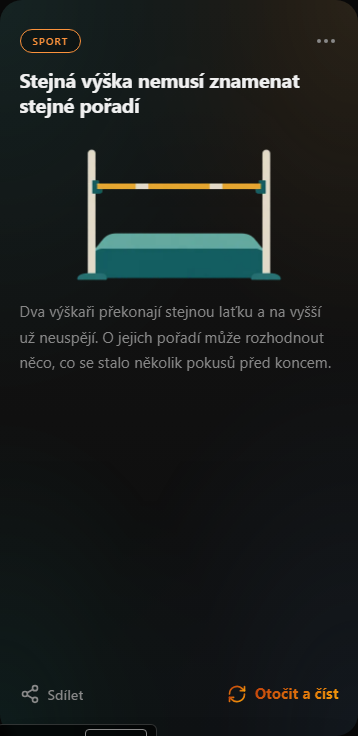 SPORT
Stejná výška nemusí znamenat
stejné pořadí
Dva výškaři překonají stejnou laťku a na vyšší
už neuspějí. O jejich pořadí může rozhodnout
něco, co se stalo několik pokusů před koncem.
Sdílet
Otočit a číst